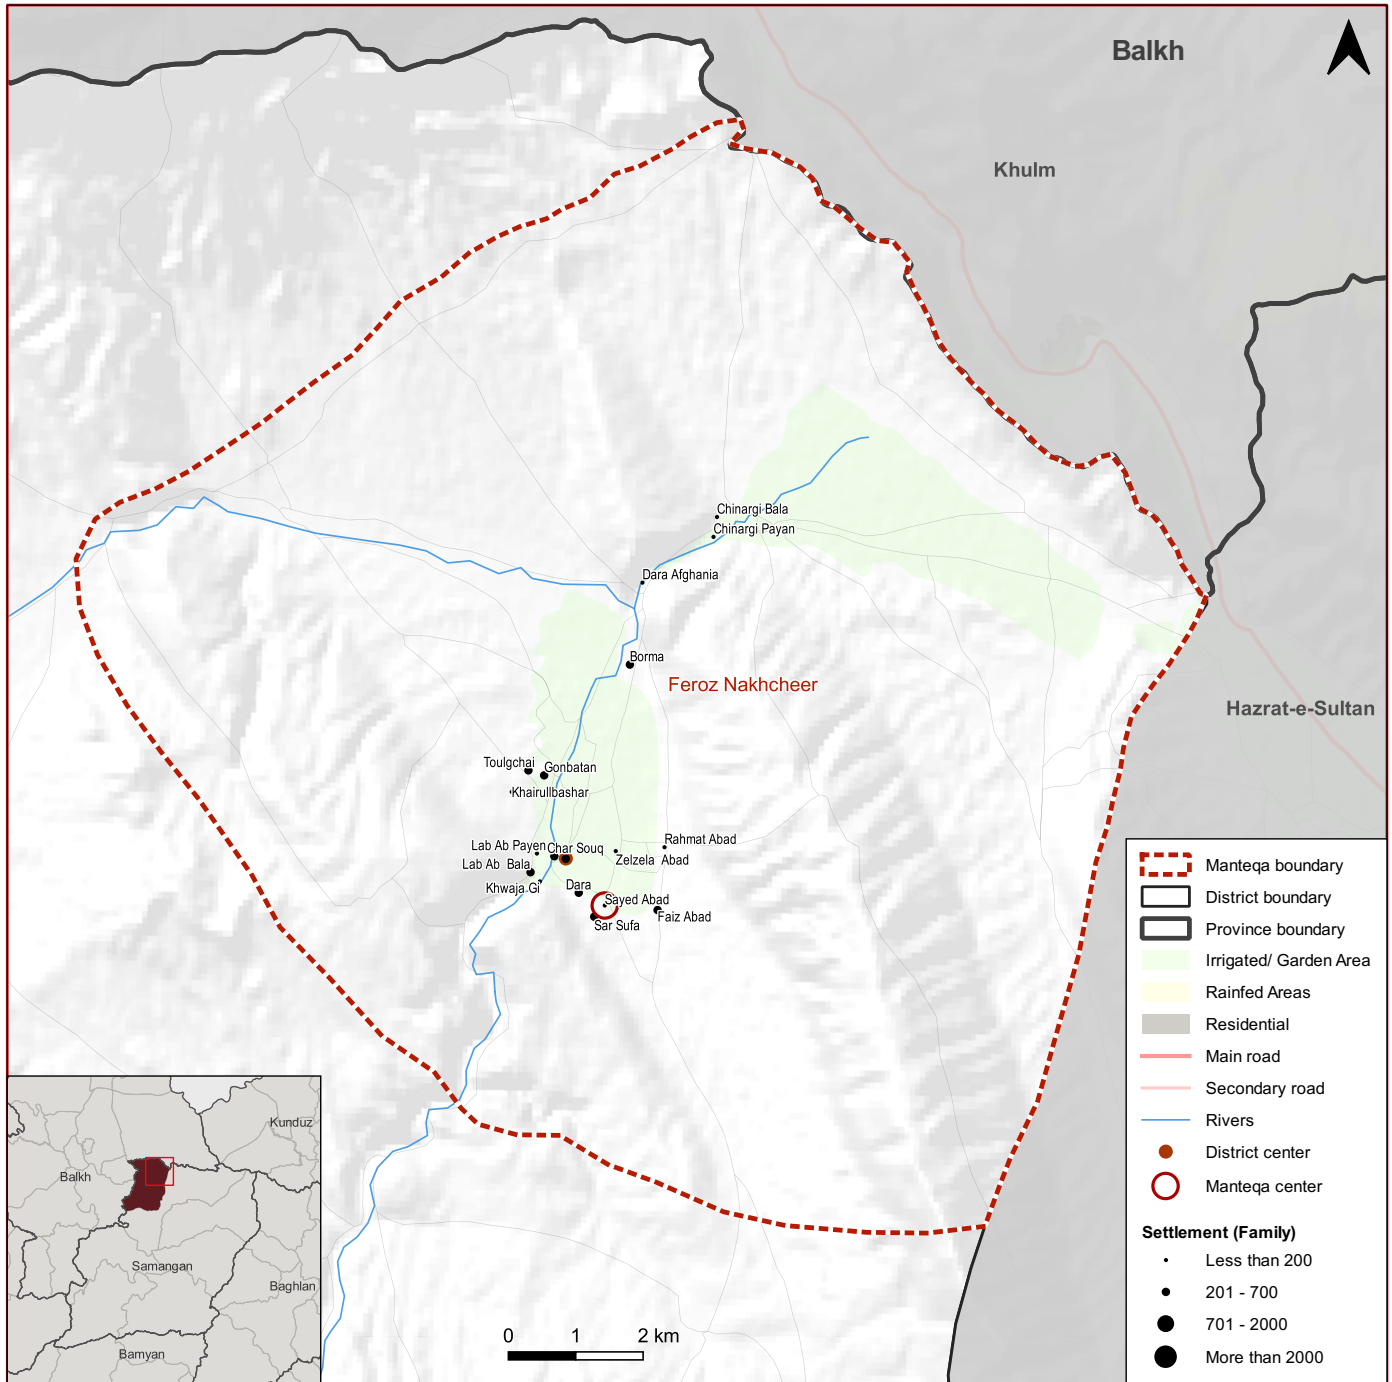 Balkh
Khulm
Chinargi Bala
Chinargi Payan
Dara Afghania
Borma
Feroz Nakhcheer
Hazrat-e-Sultan
Toulgchai
Gonbatan
Khairullbashar
Lab Ab Payen
Char Souq
Rahmat Abad
Lab Ab Bala
Zelzela Abad
Khwaja Gi
Dara
Sayed Abad
Sar Sufa
Faiz Abad
Manteqa boundary
District boundary
Province boundary
Irrigated/ Garden Area
Rainfed Areas
Residential
Main road
Secondary road
Rivers
District center
Manteqa center
Settlement (Family)
Less than 200
201 - 700
701 - 2000
More than 2000
Kunduz
Balkh
Samangan
Baghlan
Bamyan
0 1 2 km